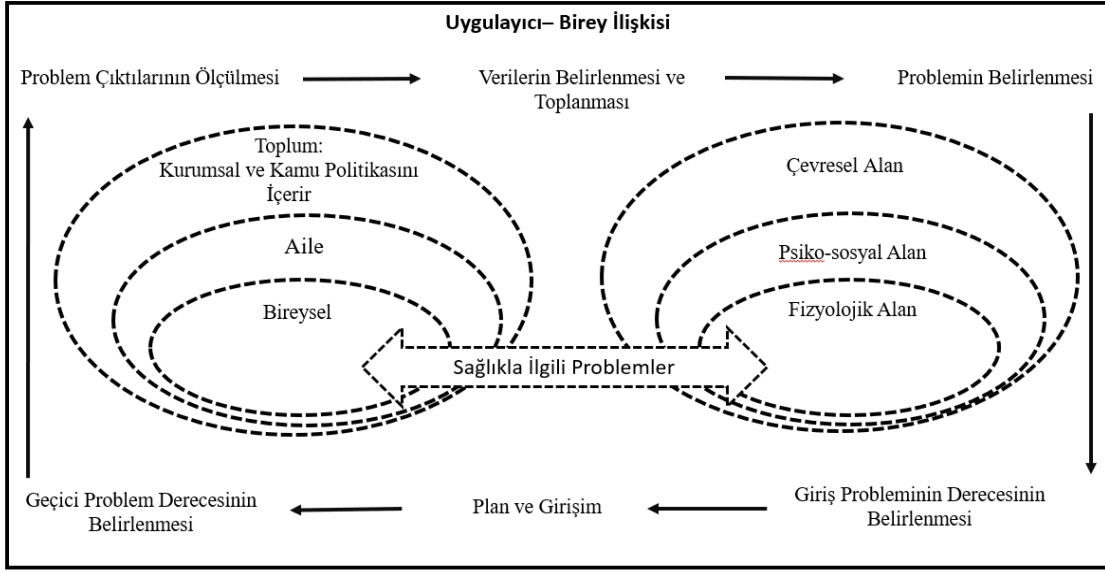 Uygulayıcı– Birey İlişkisi
Problem Çıktılarının Ölçülmesi
Verilerin Belirlenmesi ve
Toplanması
Problemin Belirlenmesi
Toplum:
Kurumsal ve Kamu Politikasını
İçerir
Aile
Bireysel
Çevresel Alan
Psiko-sosyal Alan
Fizyolojik Alan
Sağlıkla İlgili Problemler
Geçici Problem Derecesinin
Belirlenmesi
Plan ve Girişim
Giriş Probleminin Derecesinin
Belirlenmesi